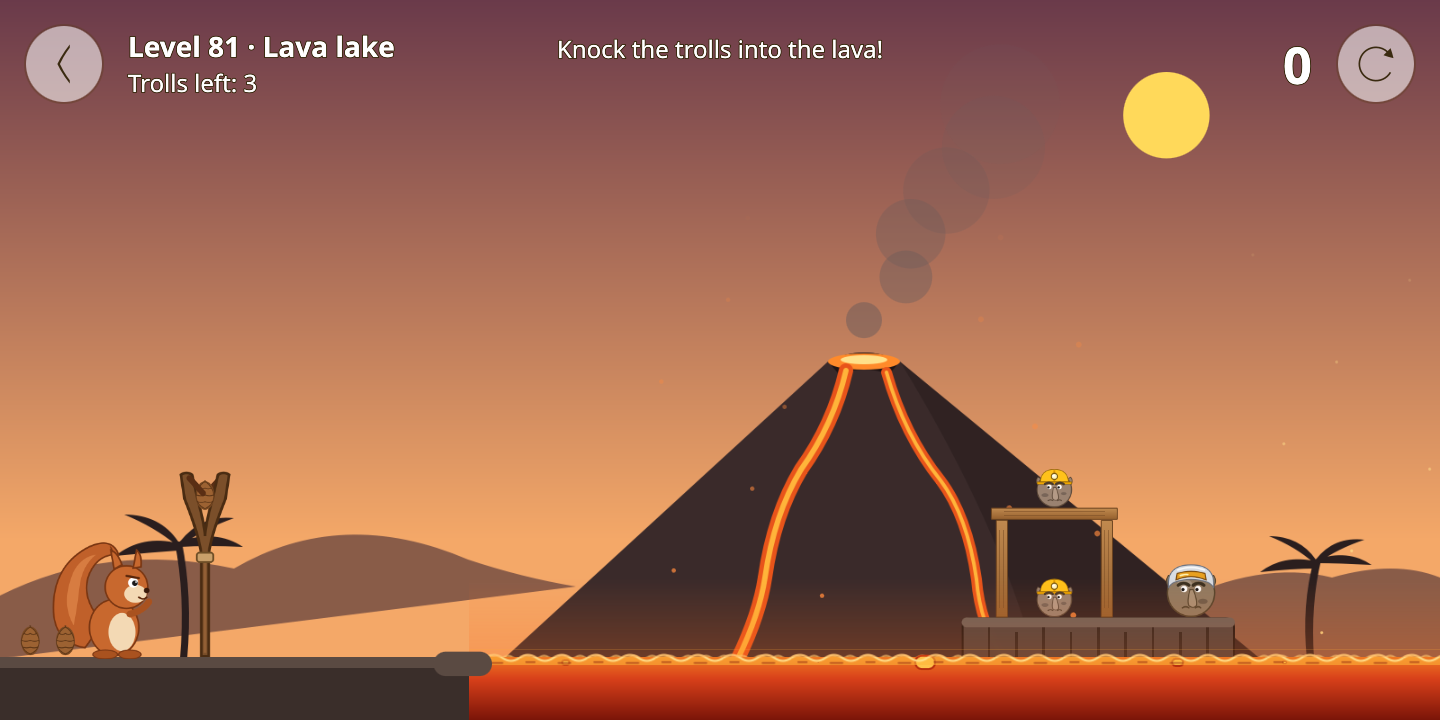 Level 81 · Lava lake
Trolls left: 3
Knock the trolls into the lava!
0